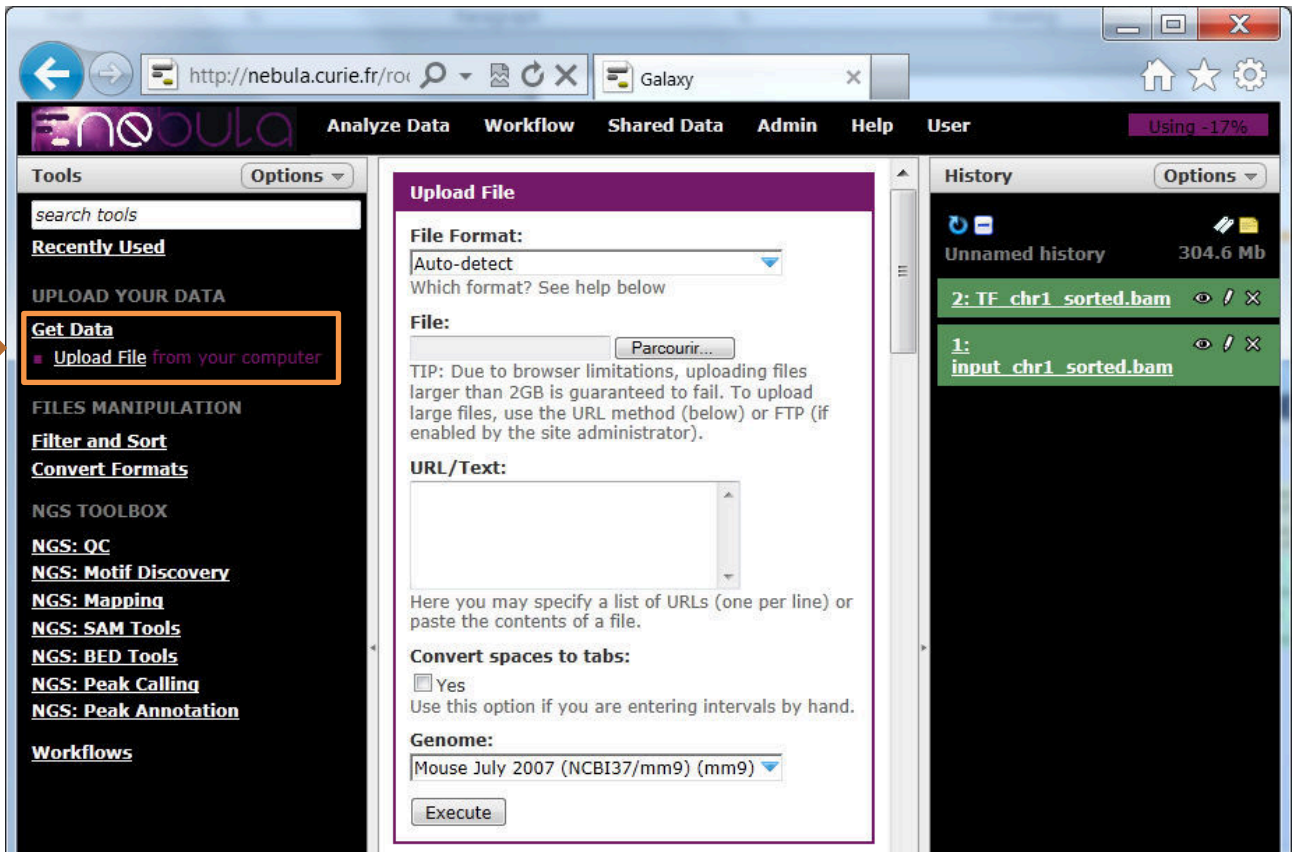 http://nebula.curie.fr/roc
Galaxy
nebula
Analyze Data Workflow Shared Data Admin Help User
Using -17%
Tools
Options
search tools
Recently Used
UPLOAD YOUR DATA
Get Data
Upload File from your computer
FILES MANIPULATION
Filter and Sort
Convert Formats
NGS TOOLBOX
NGS: QC
NGS: Motif Discovery
NGS: Mapping
NGS: SAM Tools
NGS: BED Tools
NGS: Peak Calling
NGS: Peak Annotation
Workflows
Upload File
File Format:
Auto-detect
Which format? See help below
File:
Parcourir...
TIP: Due to browser limitations, uploading files
larger than 2GB is guaranteed to fail. To upload
large files, use the URL method (below) or FTP (if
enabled by the site administrator).
URL/Text:
Here you may specify a list of URLs (one per line) or
paste the contents of a file.
Convert spaces to tabs:
Yes
Use this option if you are entering intervals by hand.
Genome:
Mouse July 2007 (NCBI37/mm9) (mm9)
Execute
History
Options
Unnamed history 304.6 Mb
2: TF_chr1_sorted.bam
1:
input_chr1_sorted.bam